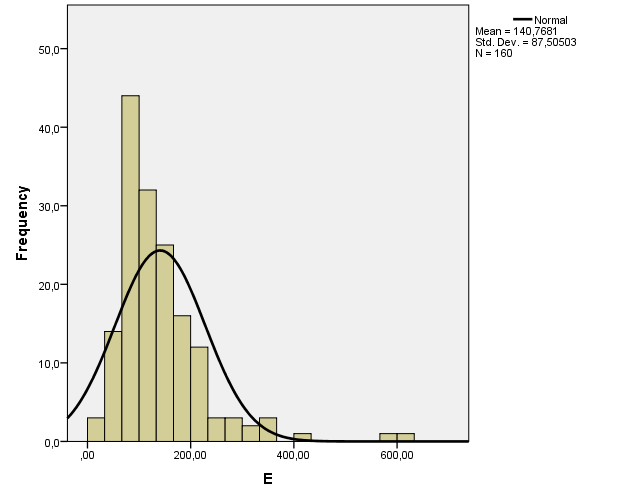 Normal
Mean = 140,7681
Std. Dev. = 87,50503
N = 160
50,0
40,0
30,0
20,0
10,0
0,0
Frequency
,00
200,00
400,00
600,00
E